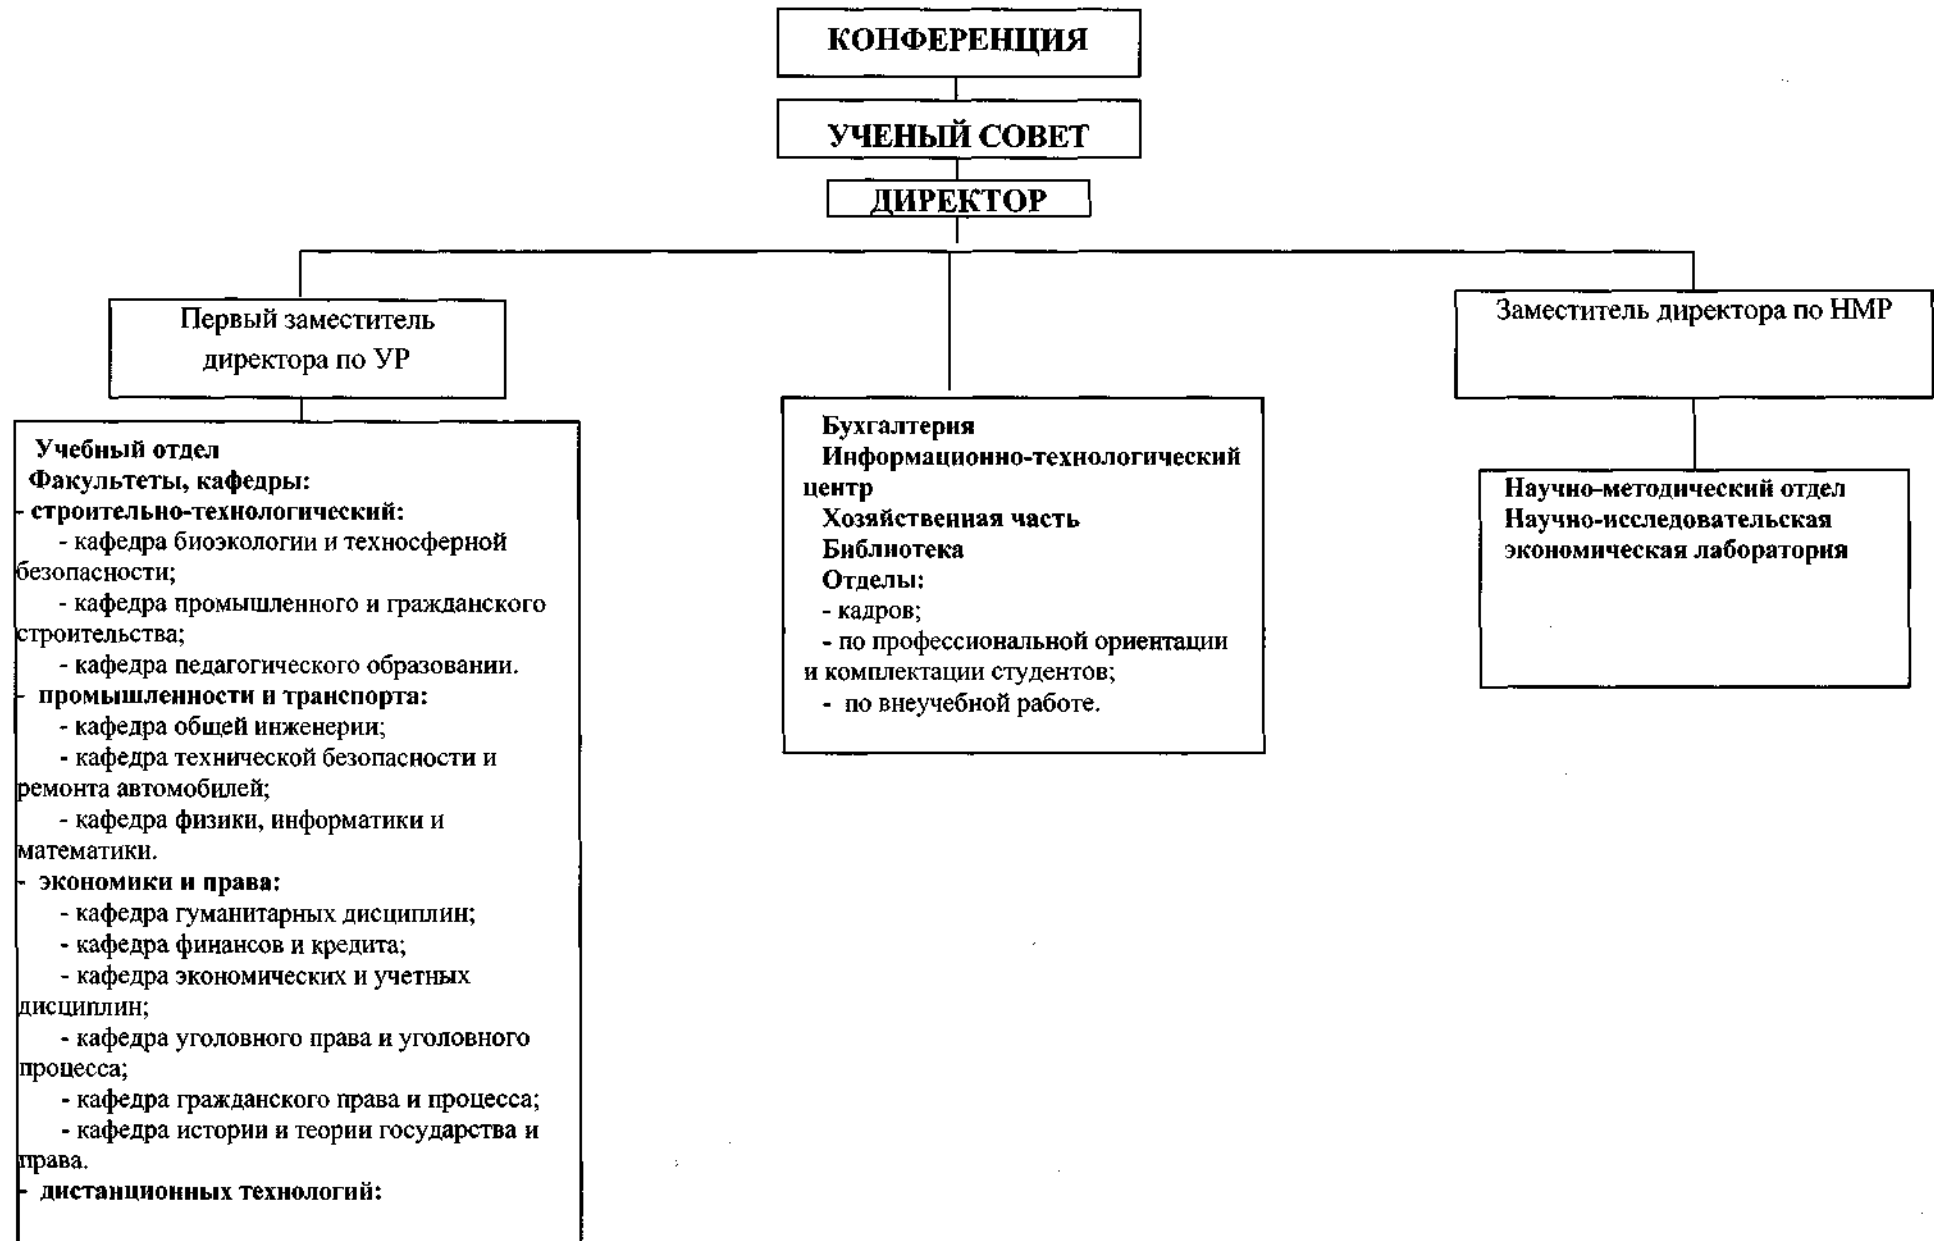 КОНФЕРЕНЦИЯ
УЧЕНЫЙ СОВЕТ
ДИРЕКТОР
Первый заместитель
директора по УР
Заместитель директора по НМР
Учебный отдел
Факультеты, кафедры:
- строительно-технологический:
- кафедра биоэкологии и техносферной
безопасности;
- кафедра промышленного и гражданского
строительства;
- кафедра педагогического образовании.
- промышленности и транспорта:
- кафедра общей инженерии;
- кафедра технической безопасности и
ремонта автомобилей;
- кафедра физики, информатики и
математики.
- экономики и права:
- кафедра гуманитарных дисциплин;
- кафедра финансов и кредита;
- кафедра экономических и учетных
дисциплин;
- кафедра уголовного права и уголовного
процесса;
- кафедра гражданского права и процесса;
- кафедра истории и теории государства и
права.
- дистанционных технологий:
Бухгалтерия
Информационно-технологический
центр
Хозяйственная часть
Библиотека
Отделы:
- кадров;
- по профессиональной ориентации
и комплектации студентов;
- по внеучебной работе.
Научно-методический отдел
Научно-исследовательская
экономическая лаборатория